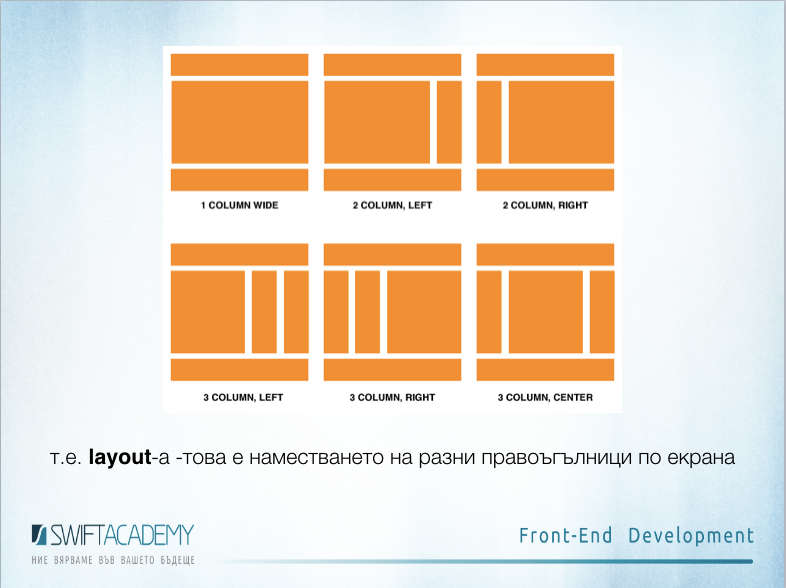 1 COLUMN WIDE
2 COLUMN, LEFT
2 COLUMN, RIGHT
3 COLUMN, LEFT
3 COLUMN, RIGHT
3 COLUMN, CENTER
т.е. layout-а -това е наместването на разни правоъгълници по екрана
SWIFTACADEMY
НИЕ ВЯРВАМЕ ВЪВ ВАШЕТО БЪДЕЩЕ
Front-End Development